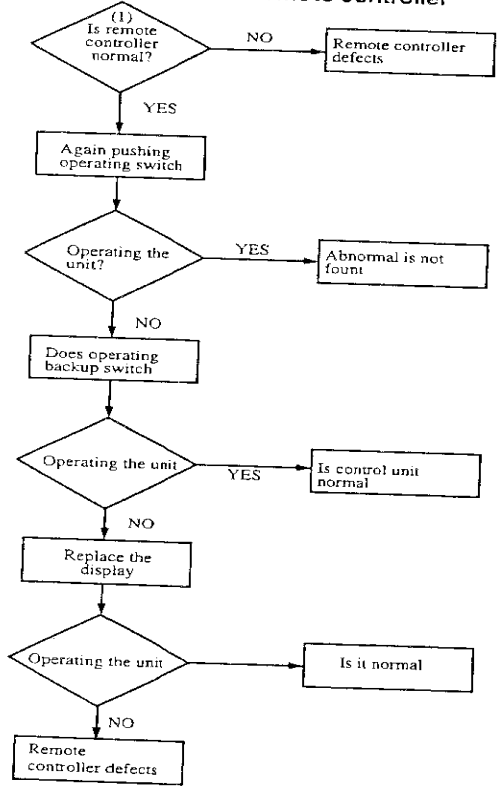 controller
(1)
Is remote
controller
normal?
NO
Remote controller
defects
YES
Again pushing
operating switch
Operating the
unit?
YES
Abnormal is not
fount
NO
Does operating
backup switch
Operating the unit
YES
Is control unit
normal
NO
Replace the
display
Operating the unit
Is it normal
NO
Remote
controller defects